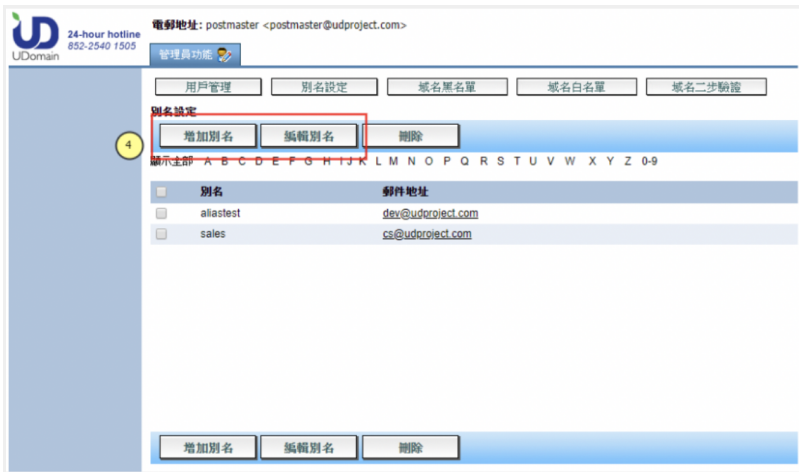 電郵地址: postmaster <postmaster@udproject.com>
UD
UDomain
24-hour hotline
852-2540 1505
管理員功能
用戶管理 別名設定 域名黑名單 域名白名單 域名二步驗證
別名設定
4
增加別名 編輯別名 刪除
顯示全部 A B C D E F G H I J K L M N O P Q R S T U V W X Y Z 0-9
別名 郵件地址
aliastest dev@udproject.com
sales cs@udproject.com
增加別名 編輯別名 刪除